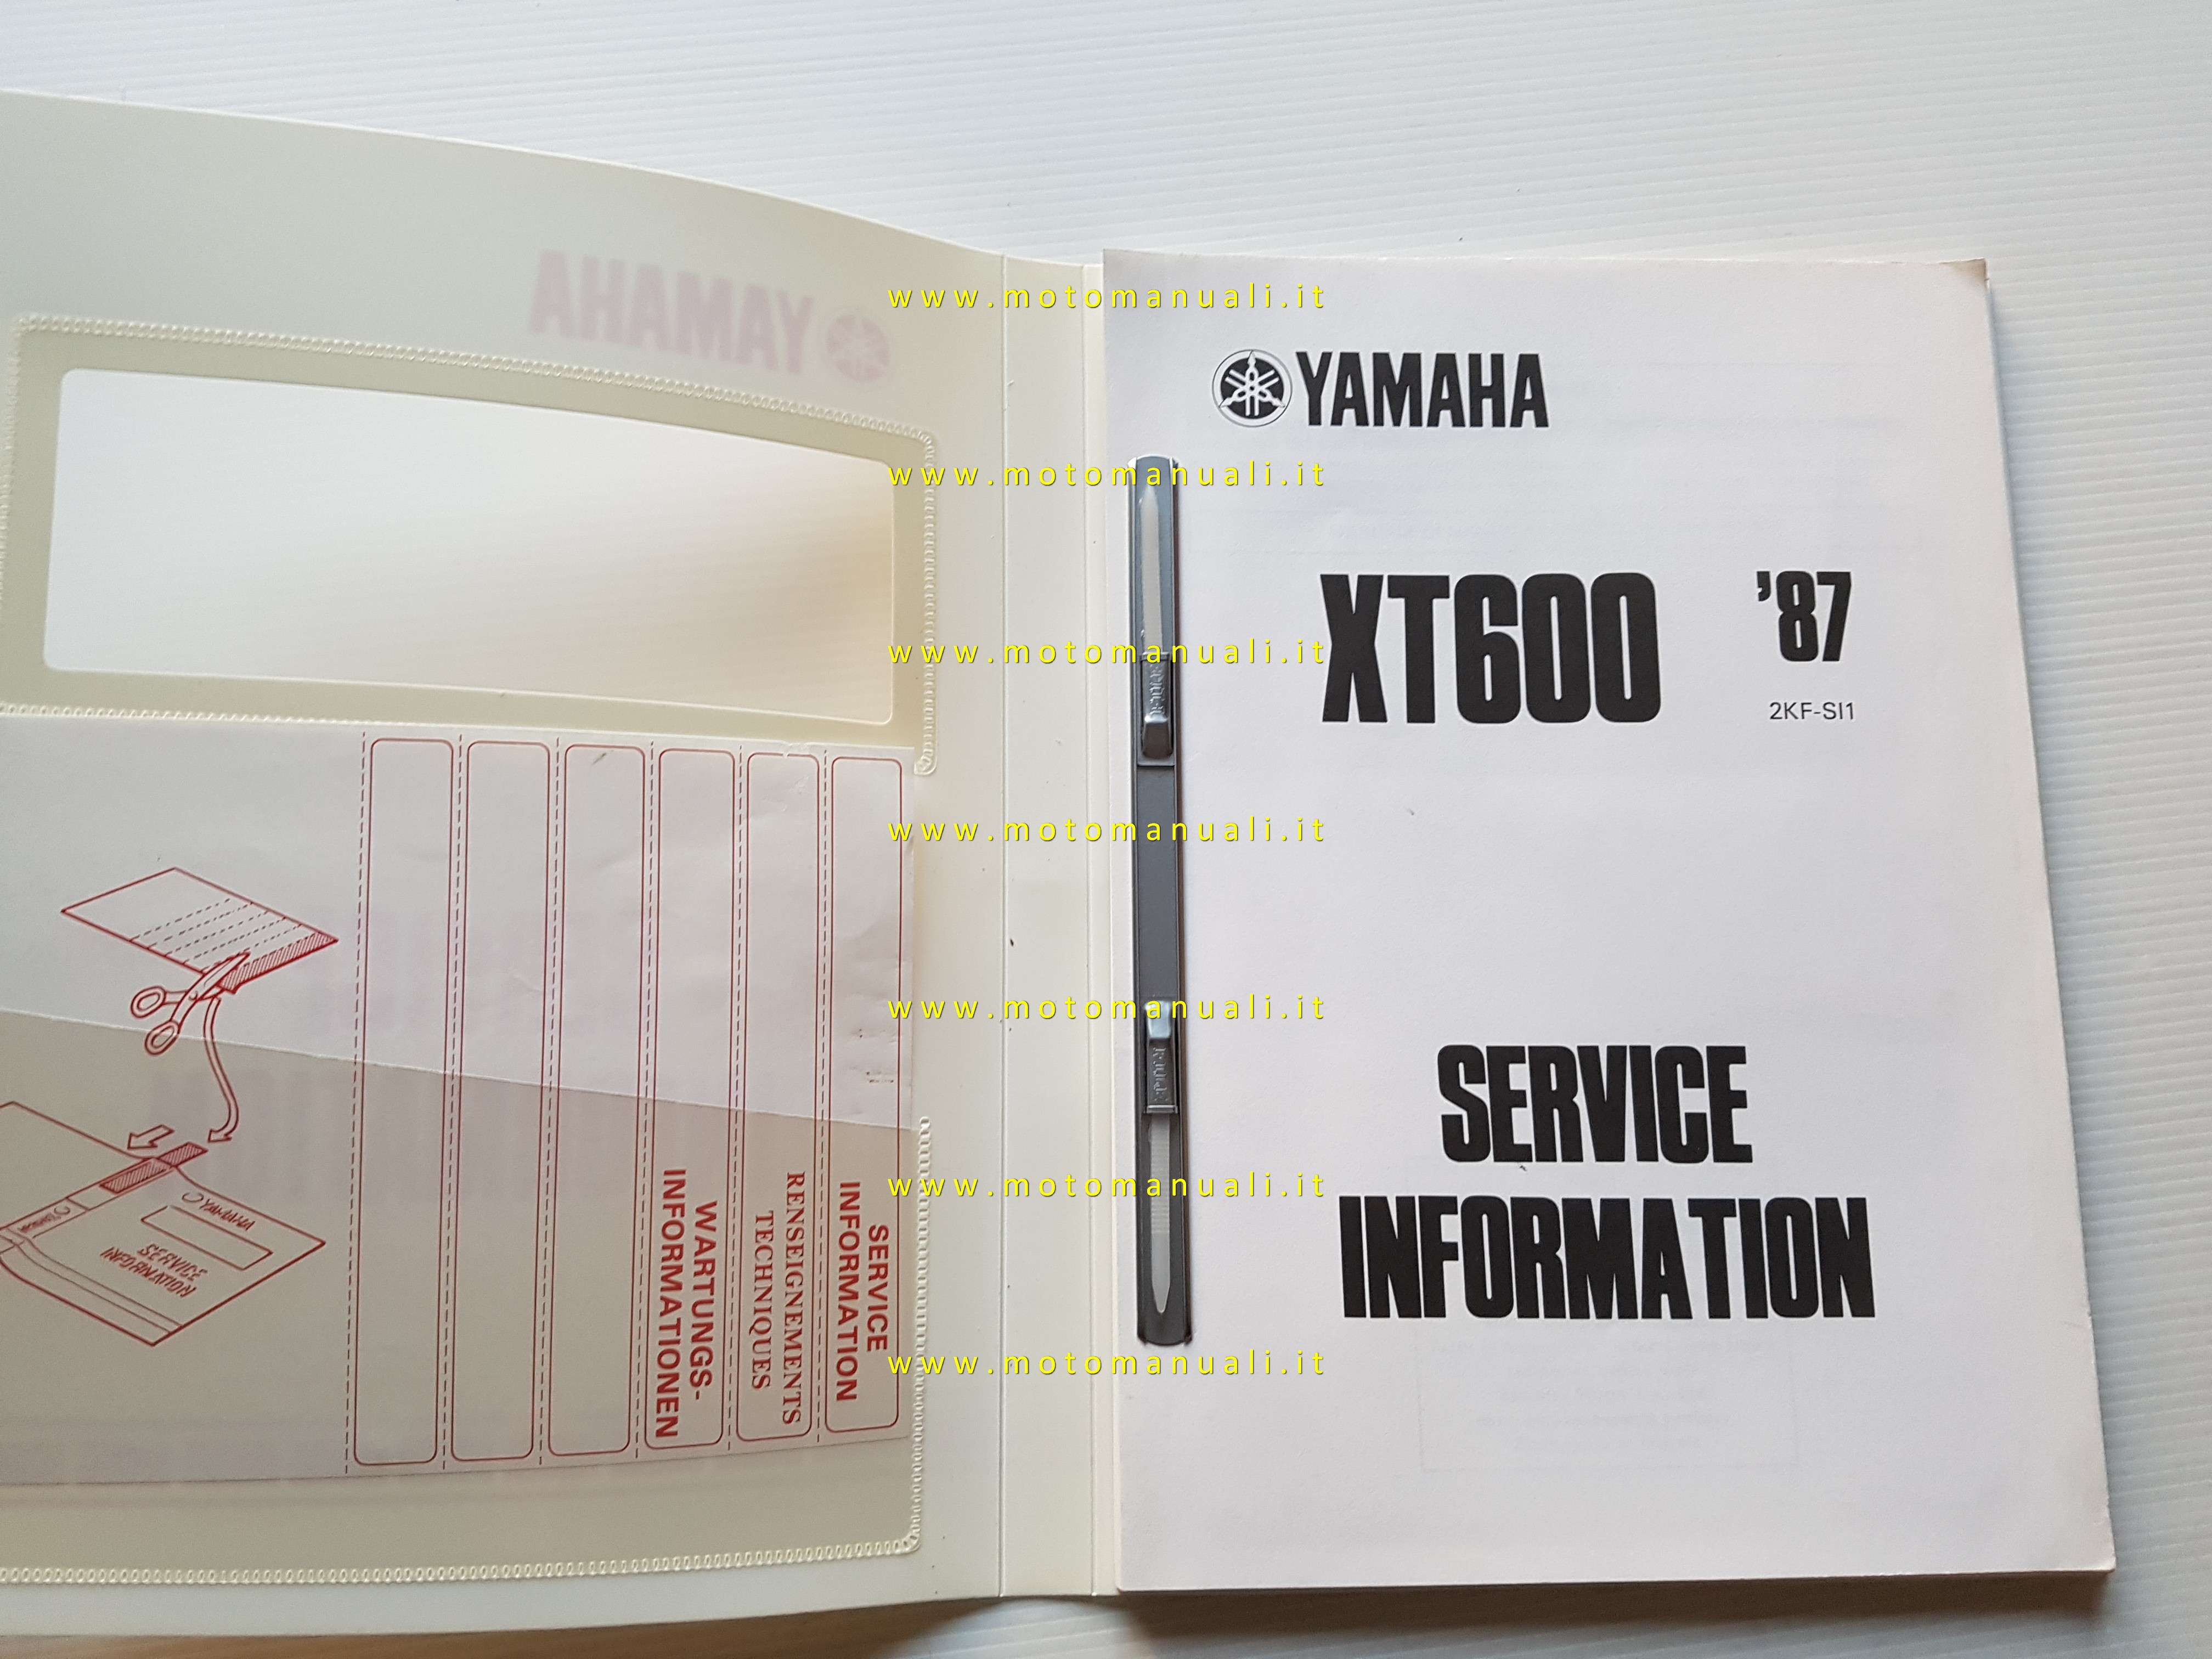 YAMAHA
SERVICE
INFORMATION
RENSEIGNEMENTS
TECHNIQUES
WARTUNGS-
INFORMATIONEN
YAMAHA
SERVICE
INFORMATION
YAMAHA
XT600 '87
2KF-SI1
SERVICE
INFORMATION
www.motomanuali.it
www.motomanuali.it
www.motomanuali.it
www.motomanuali.it
www.motomanuali.it
www.motomanuali.it
www.motomanuali.it